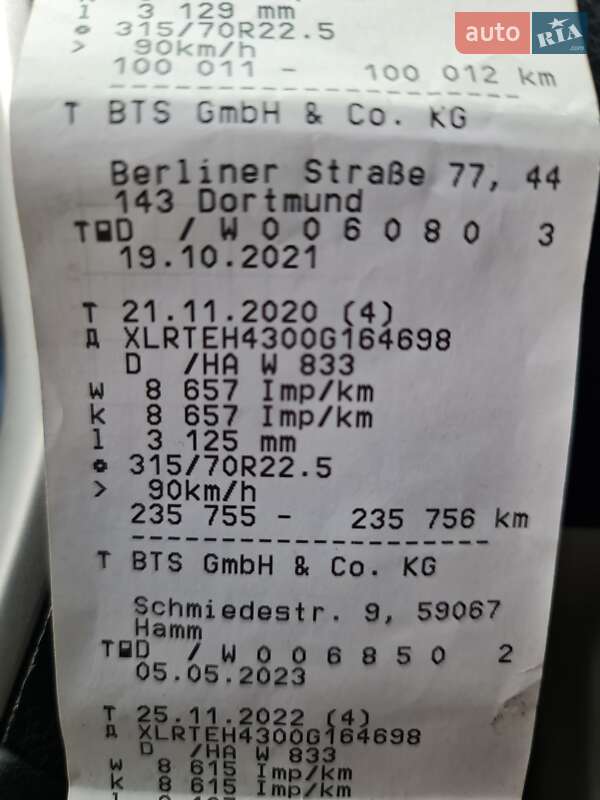 auto RIA .com
l 3 129 mm
315/70R22.5
> 90km/h
100 011 - 100 012 km
--------------------
T BTS GmbH & Co. KG
Berliner Straße 77, 44
143 Dortmund
T D / W 0 0 6 0 8 0 3
19.10.2021
T 21.11.2020 (4)
A XLRTEH4300G164698
D /HA W 833
w 8 657 Imp/km
k 8 657 Imp/km
l 3 125 mm
315/70R22.5
> 90km/h
235 755 - 235 756 km
--------------------
T BTS GmbH & Co. KG
Schmiedestr. 9, 59067
Hamm
T D / W 0 0 6 8 5 0 2
05.05.2023
T 25.11.2022 (4)
A XLRTEH4300G164698
D /HA W 833
w 8 615 Imp/km
k 8 615 Imp/km